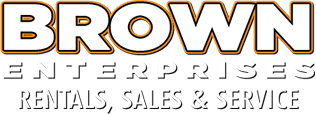 BROWN
ENTERPRISES
RENTALS, SALES & SERVICE